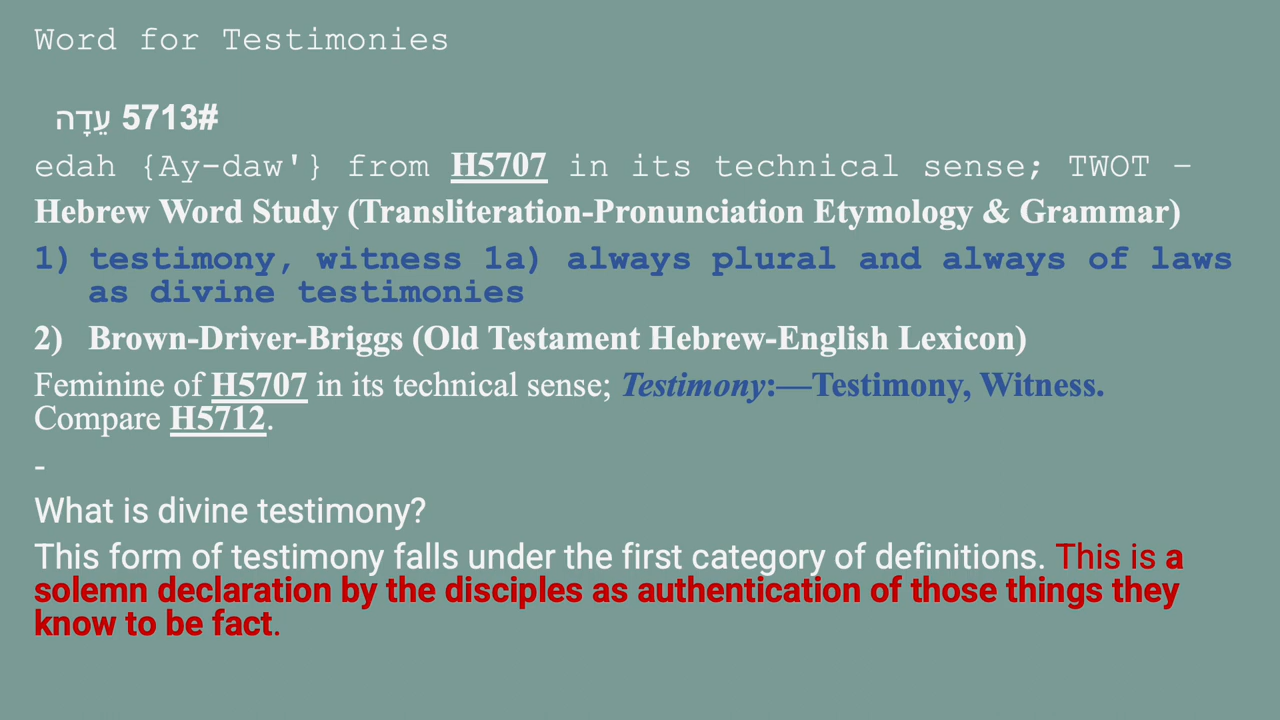 Word for Testimonies
עֵדָה 5713#
edah {Ay-daw'} from H5707 in its technical sense; TWOT –
Hebrew Word Study (Transliteration-Pronunciation Etymology & Grammar)
1) testimony, witness 1a) always plural and always of laws
as divine testimonies
2) Brown-Driver-Briggs (Old Testament Hebrew-English Lexicon)
Feminine of H5707 in its technical sense; Testimony:—Testimony, Witness.
Compare H5712.
-
What is divine testimony?
This form of testimony falls under the first category of definitions. This is a
solemn declaration by the disciples as authentication of those things they
know to be fact.